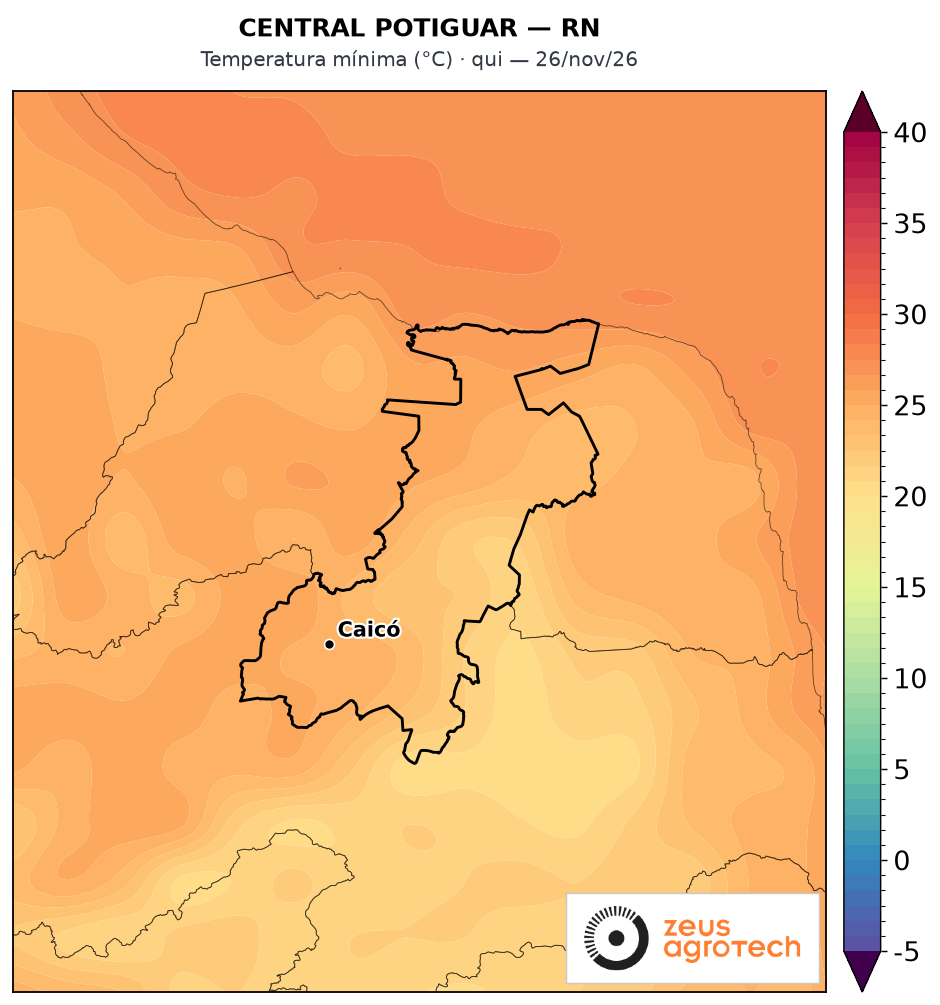 CENTRAL POTIGUAR — RN
Temperatura mínima (°C) · qui — 26/nov/26
40
35
30
25
20
15
10
5
0
-5
Caicó
zeus
agrotech